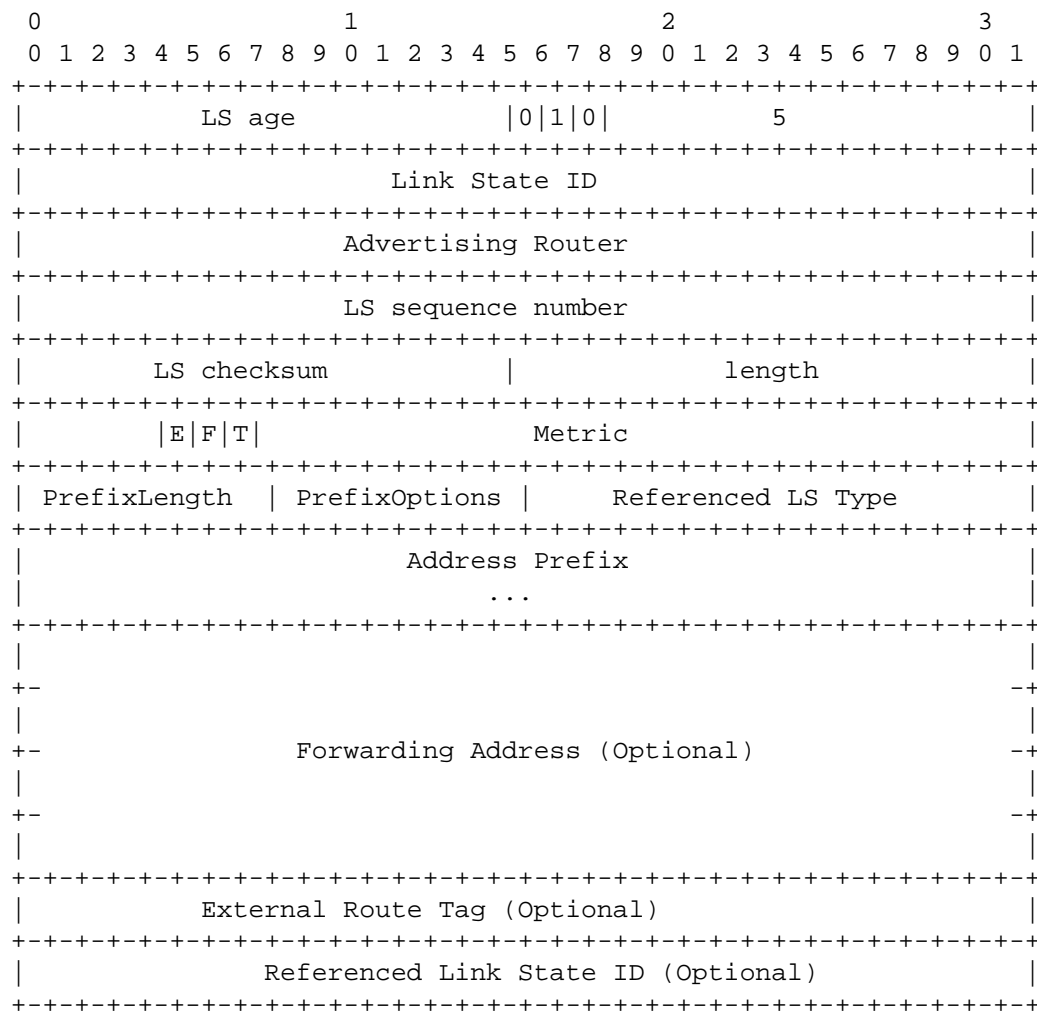 0                   1                   2                   3
0 1 2 3 4 5 6 7 8 9 0 1 2 3 4 5 6 7 8 9 0 1 2 3 4 5 6 7 8 9 0 1
+-+-+-+-+-+-+-+-+-+-+-+-+-+-+-+-+-+-+-+-+-+-+-+-+-+-+-+-+-+-+-+-+
|           LS age             |0|1|0|          5               |
+-+-+-+-+-+-+-+-+-+-+-+-+-+-+-+-+-+-+-+-+-+-+-+-+-+-+-+-+-+-+-+-+
|                       Link State ID                           |
+-+-+-+-+-+-+-+-+-+-+-+-+-+-+-+-+-+-+-+-+-+-+-+-+-+-+-+-+-+-+-+-+
|                    Advertising Router                         |
+-+-+-+-+-+-+-+-+-+-+-+-+-+-+-+-+-+-+-+-+-+-+-+-+-+-+-+-+-+-+-+-+
|                    LS sequence number                         |
+-+-+-+-+-+-+-+-+-+-+-+-+-+-+-+-+-+-+-+-+-+-+-+-+-+-+-+-+-+-+-+-+
|        LS checksum           |             length             |
+-+-+-+-+-+-+-+-+-+-+-+-+-+-+-+-+-+-+-+-+-+-+-+-+-+-+-+-+-+-+-+-+
|        |E|F|T|                Metric                          |
+-+-+-+-+-+-+-+-+-+-+-+-+-+-+-+-+-+-+-+-+-+-+-+-+-+-+-+-+-+-+-+-+
| PrefixLength  | PrefixOptions |     Referenced LS Type        |
+-+-+-+-+-+-+-+-+-+-+-+-+-+-+-+-+-+-+-+-+-+-+-+-+-+-+-+-+-+-+-+-+
|                        Address Prefix                         |
|                             ...                               |
+-+-+-+-+-+-+-+-+-+-+-+-+-+-+-+-+-+-+-+-+-+-+-+-+-+-+-+-+-+-+-+-+
|                                                               |
+-                                                             -+
|                                                               |
+-                Forwarding Address (Optional)                -+
|                                                               |
+-                                                             -+
|                                                               |
+-+-+-+-+-+-+-+-+-+-+-+-+-+-+-+-+-+-+-+-+-+-+-+-+-+-+-+-+-+-+-+-+
|           External Route Tag (Optional)                       |
+-+-+-+-+-+-+-+-+-+-+-+-+-+-+-+-+-+-+-+-+-+-+-+-+-+-+-+-+-+-+-+-+
|               Referenced Link State ID (Optional)             |
+-+-+-+-+-+-+-+-+-+-+-+-+-+-+-+-+-+-+-+-+-+-+-+-+-+-+-+-+-+-+-+-+